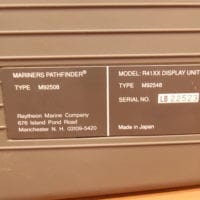 MARINERS PATHFINDER®
TYPE M92508
Raytheon Marine Company
676 Island Pond Road
Manchester N. H. 03109-5420
MODEL: R41XX DISPLAY UNIT
TYPE M92548
SERIAL NO. LB22523
Made in Japan